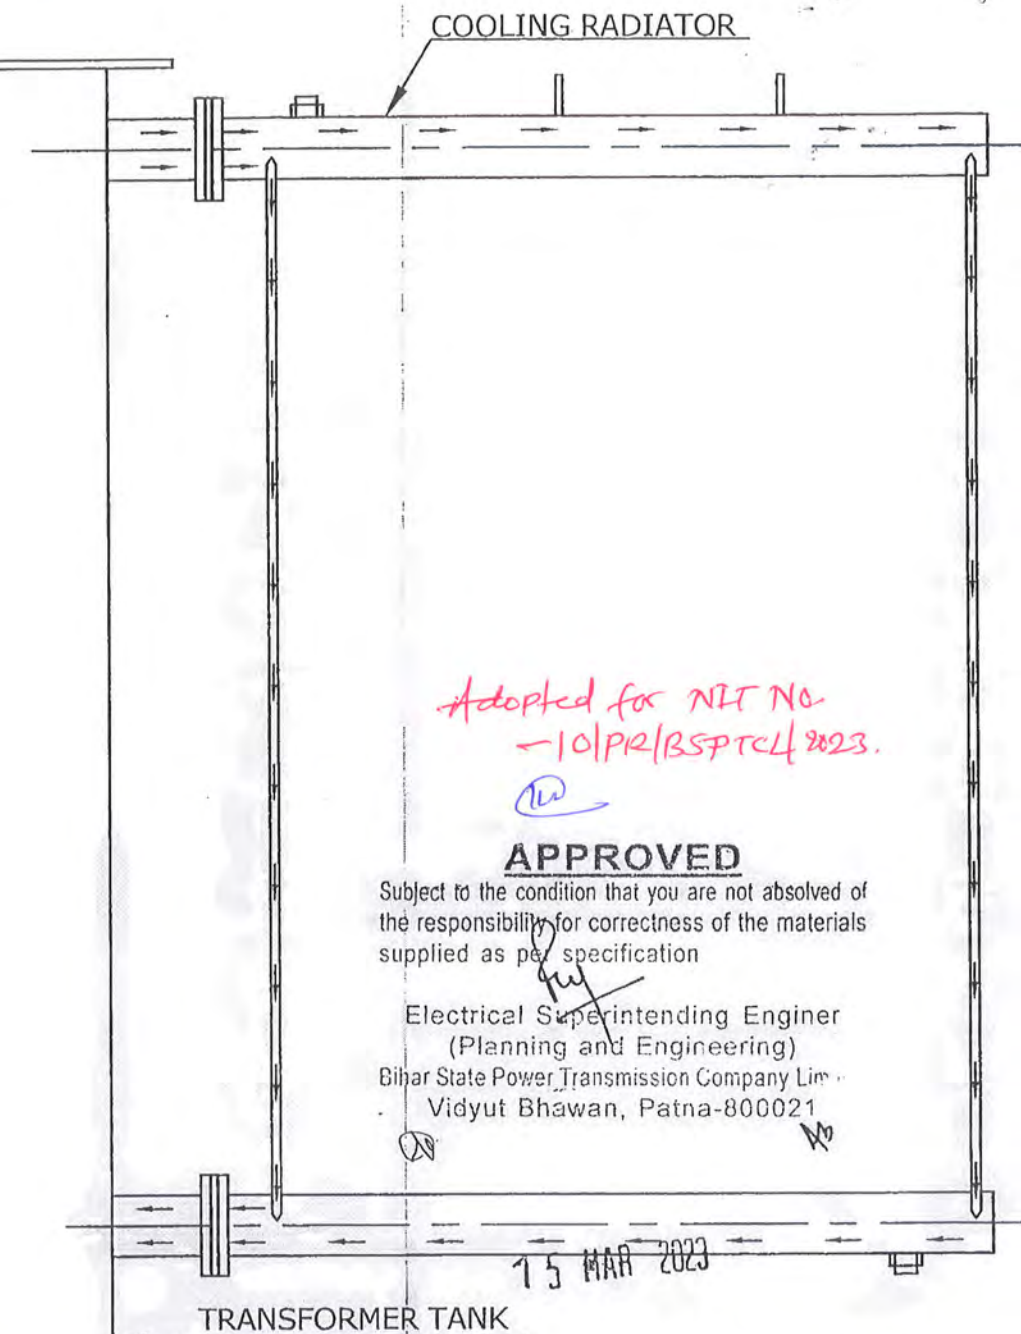 COOLING RADIATOR
Adopted for NIT No
-10/PR/BSPTCL/2023.
APPROVED
Subject to the condition that you are not absolved of
the responsibility for correctness of the materials
supplied as per specification
Electrical Superintending Enginer
(Planning and Engineering)
Bihar State Power Transmission Company Lim
Vidyut Bhawan, Patna-800021
15 MAR 2023
TRANSFORMER TANK